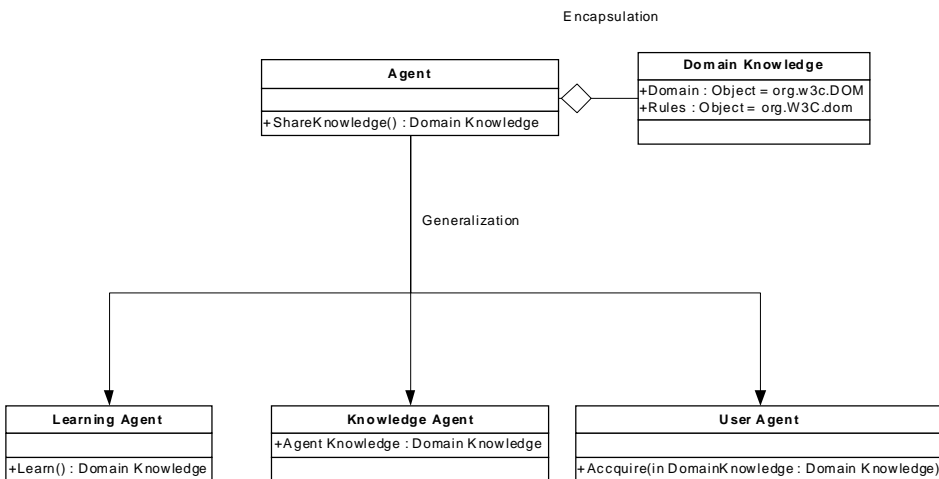 Encapsulation
Agent
+ShareKnowledge() : Domain Knowledge
Domain Knowledge
+Domain : Object = org.w3c.DOM
+Rules : Object = org.W3C.dom
Generalization
Learning Agent
+Learn() : Domain Knowledge
Knowledge Agent
+Agent Knowledge : Domain Knowledge
User Agent
+Accquire(in DomainKnowledge : Domain Knowledge)